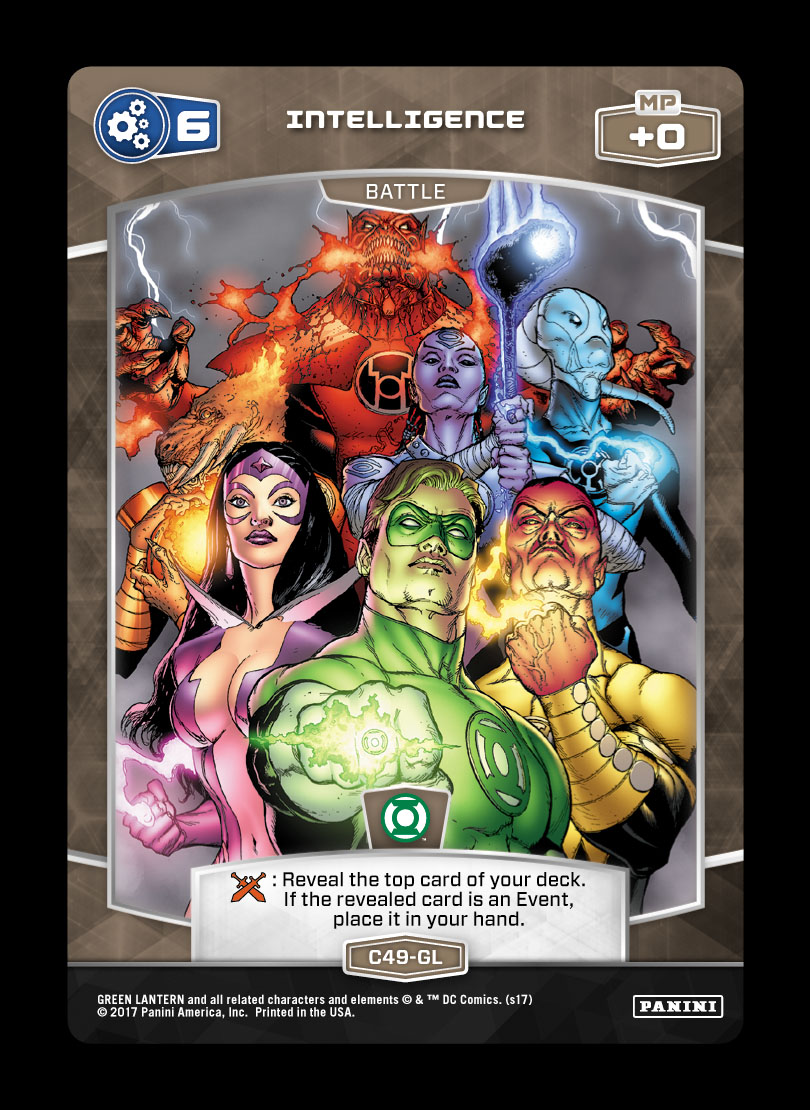 6
INTELLIGENCE
MP
+0
BATTLE
™
: Reveal the top card of your deck.
If the revealed card is an Event,
place it in your hand.
C49-GL
GREEN LANTERN and all related characters and elements © & ™ DC Comics. (s17)
© 2017 Panini America, Inc.  Printed in the USA.
PANINI